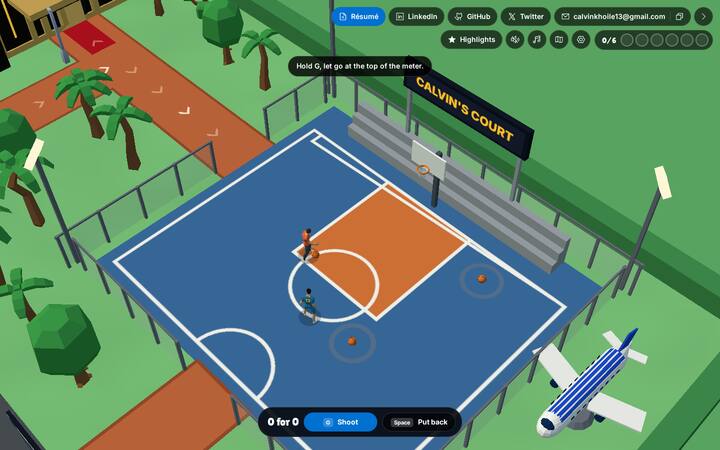 Résumé
LinkedIn
GitHub
Twitter
calvinkhoile13@gmail.com
Highlights
0/6
Hold G, let go at the top of the meter.
CALVIN'S COURT
0 for 0
G Shoot
Space Put back